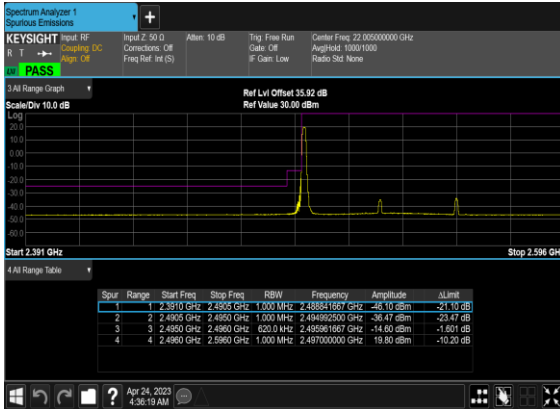 Spectrum Analyzer 1
Spurious Emissions
+
KEYSIGHT Input: RF Input Z: 50 Ω Atten: 10 dB Trig: Free Run Center Freq: 22.005000000 GHz
R T Coupling: DC Corrections: Off Gate: Off Avg|Hold: 1000/1000
Align: Off Freq Ref: Int (S) IF Gain: Low Radio Std: None
PASS
3 All Range Graph
Ref Lvl Offset 35.92 dB
Scale/Div 10.0 dB Ref Value 30.00 dBm
Log
20.0
10.0
0.00
-10.0
-20.0
-30.0
-40.0
-50.0
-60.0
Start 2.391 GHz Stop 2.596 GH
4 All Range Table
Spur Range Start Freq Stop Freq RBW Frequency Amplitude ΔLimit
1 1 2.3910 GHz 2.4905 GHz 1.000 MHz 2.488841667 GHz -46.10 dBm -21.10 dB
2 2 2.4905 GHz 2.4950 GHz 1.000 MHz 2.494992500 GHz -36.47 dBm -23.47 dB
3 3 2.4950 GHz 2.4960 GHz 620.0 kHz 2.495961667 GHz -14.60 dBm -1.601 dB
4 4 2.4960 GHz 2.5960 GHz 1.000 MHz 2.497000000 GHz 19.80 dBm -10.20 dB
? Apr 24, 2023
4:36:19 AM